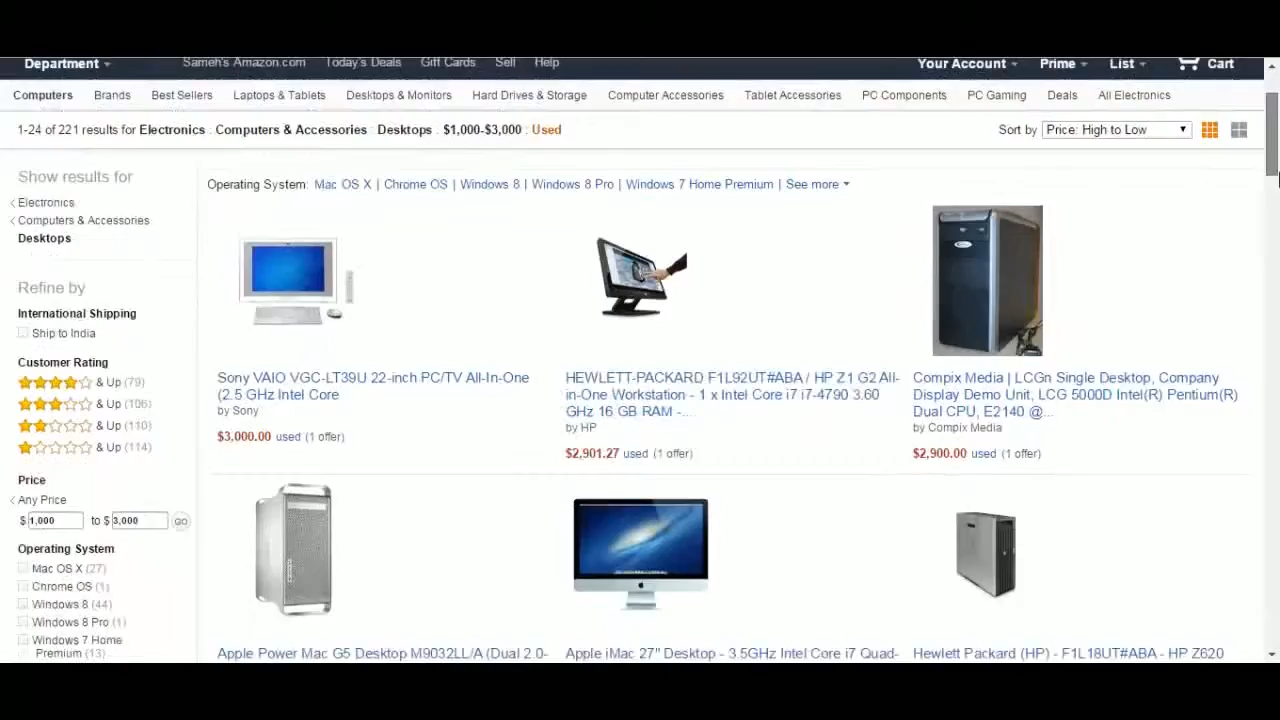 Department
Sameh's Amazon.com Today's Deals Gift Cards Sell Help
Your Account Prime List Cart
Computers Brands Best Sellers Laptops & Tablets Desktops & Monitors Hard Drives & Storage Computer Accessories Tablet Accessories PC Components PC Gaming Deals All Electronics
1-24 of 221 results for Electronics : Computers & Accessories : Desktops : $1,000-$3,000 : Used
Sort by Price: High to Low
Show results for
Electronics
Computers & Accessories
Desktops
Refine by
International Shipping
Ship to India
Customer Rating
& Up (79)
& Up (106)
& Up (110)
& Up (114)
Price
Any Price
$ 1,000 to $ 3,000 GO
Operating System
Mac OS X (27)
Chrome OS (1)
Windows 8 (44)
Windows 8 Pro (1)
Windows 7 Home
Premium (13)
Operating System: Mac OS X | Chrome OS | Windows 8 | Windows 8 Pro | Windows 7 Home Premium | See more
Sony VAIO VGC-LT39U 22-inch PC/TV All-In-One
(2.5 GHz Intel Core
by Sony
$3,000.00 used (1 offer)
HEWLETT-PACKARD F1L92UT#ABA / HP Z1 G2 All-
in-One Workstation - 1 x Intel Core i7 i7-4790 3.60
GHz 16 GB RAM -...
by HP
$2,901.27 used (1 offer)
Compix Media | LCGn Single Desktop, Company
Display Demo Unit, LCG 5000D Intel(R) Pentium(R)
Dual CPU, E2140 @...
by Compix Media
$2,900.00 used (1 offer)
Apple Power Mac G5 Desktop M9032LL/A (Dual 2.0-
Apple iMac 27" Desktop - 3.5GHz Intel Core i7 Quad-
Hewlett Packard (HP) - F1L18UT#ABA - HP Z620